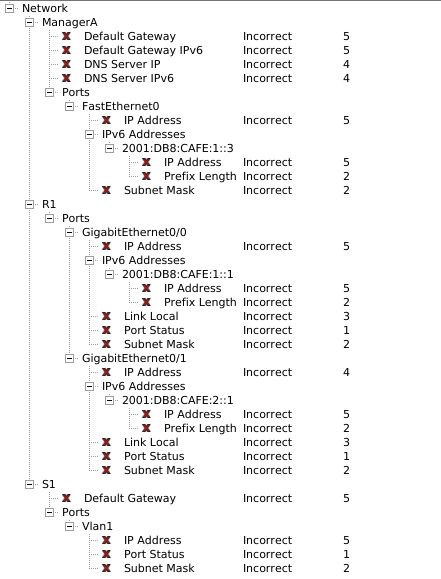 Network
ManagerA
Default Gateway Incorrect 5
Default Gateway IPv6 Incorrect 5
DNS Server IP Incorrect 4
DNS Server IPv6 Incorrect 4
Ports
FastEthernet0
IP Address Incorrect 5
IPv6 Addresses
2001:DB8:CAFE:1::3
IP Address Incorrect 5
Prefix Length Incorrect 2
Subnet Mask Incorrect 2
R1
Ports
GigabitEthernet0/0
IP Address Incorrect 5
IPv6 Addresses
2001:DB8:CAFE:1::1
IP Address Incorrect 5
Prefix Length Incorrect 2
Link Local Incorrect 3
Port Status Incorrect 1
Subnet Mask Incorrect 2
GigabitEthernet0/1
IP Address Incorrect 4
IPv6 Addresses
2001:DB8:CAFE:2::1
IP Address Incorrect 5
Prefix Length Incorrect 2
Link Local Incorrect 3
Port Status Incorrect 1
Subnet Mask Incorrect 2
S1
Default Gateway Incorrect 5
Ports
Vlan1
IP Address Incorrect 5
Port Status Incorrect 1
Subnet Mask Incorrect 2